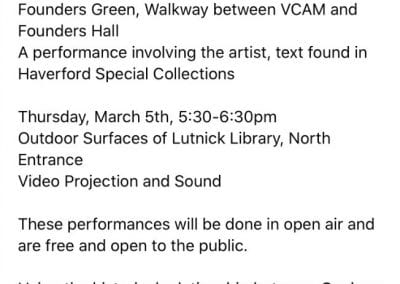 Founders Green, Walkway between VCAM and
Founders Hall
A performance involving the artist, text found in
Haverford Special Collections
Thursday, March 5th, 5:30-6:30pm
Outdoor Surfaces of Lutnick Library, North
Entrance
Video Projection and Sound
These performances will be done in open air and
are free and open to the public.